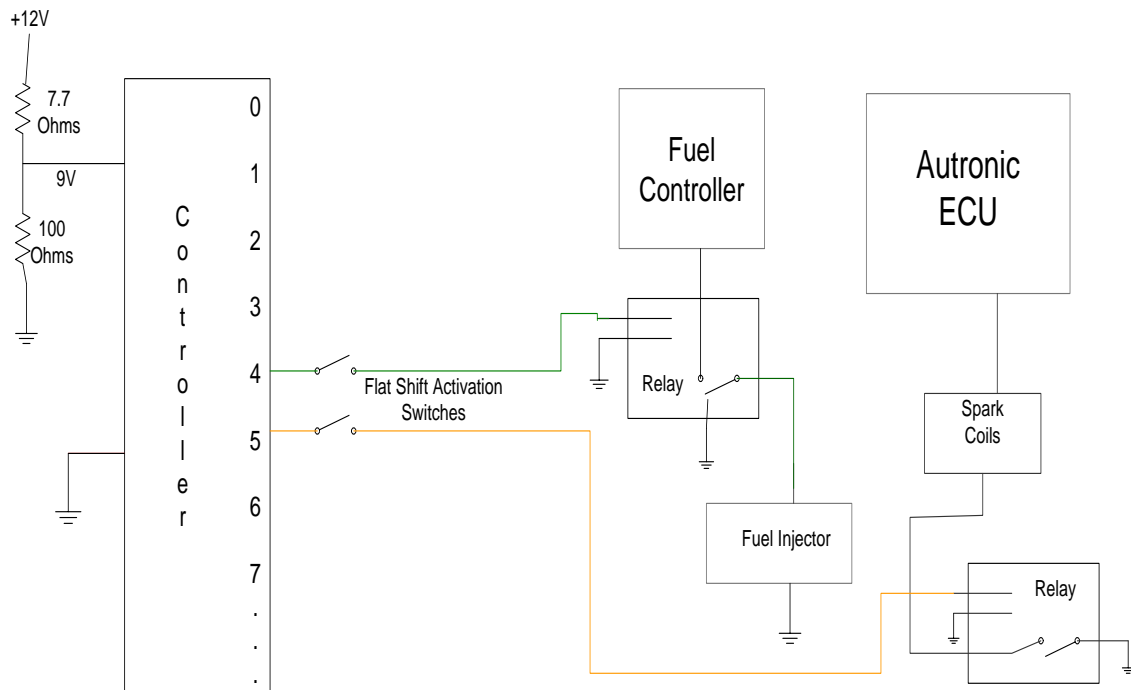 +12V
7.7
Ohms
9V
100
Ohms
Controller
0
1
2
3
4
5
6
7
.
.
.
Flat Shift Activation
Switches
Fuel
Controller
Relay
Fuel Injector
Autronic
ECU
Spark
Coils
Relay